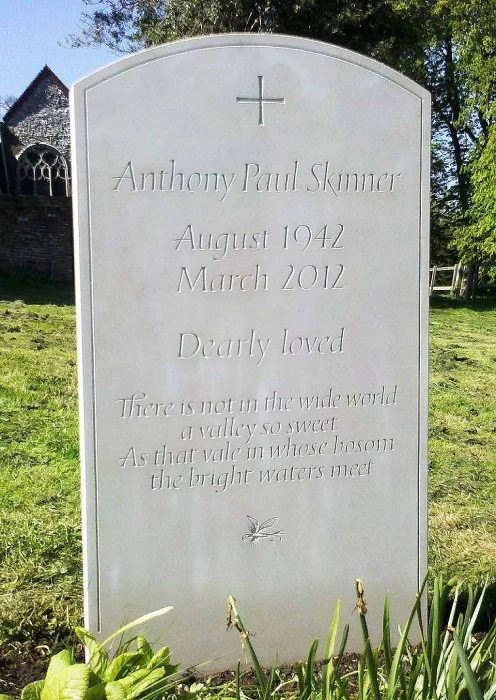 Anthony Paul Skinner
August 1942
March 2012
Dearly loved
There is not in the wide world
a valley so sweet
As that vale in whose bosom
the bright waters meet